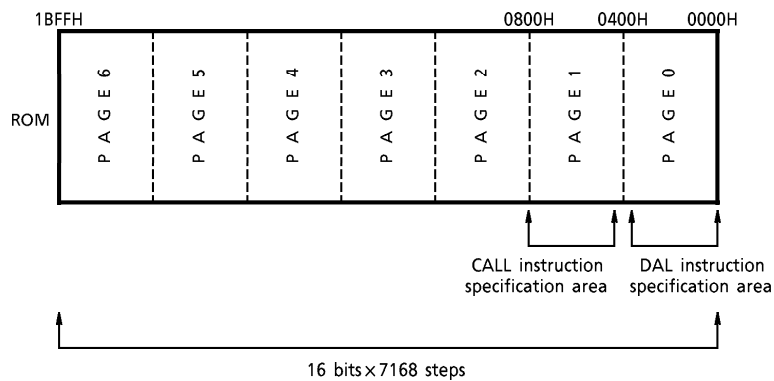 1BFFH 0800H 0400H 0000H
ROM
PAGE6
PAGE5
PAGE4
PAGE3
PAGE2
PAGE1
PAGE0
CALL instruction
specification area
DAL instruction
specification area
16 bits×7168 steps